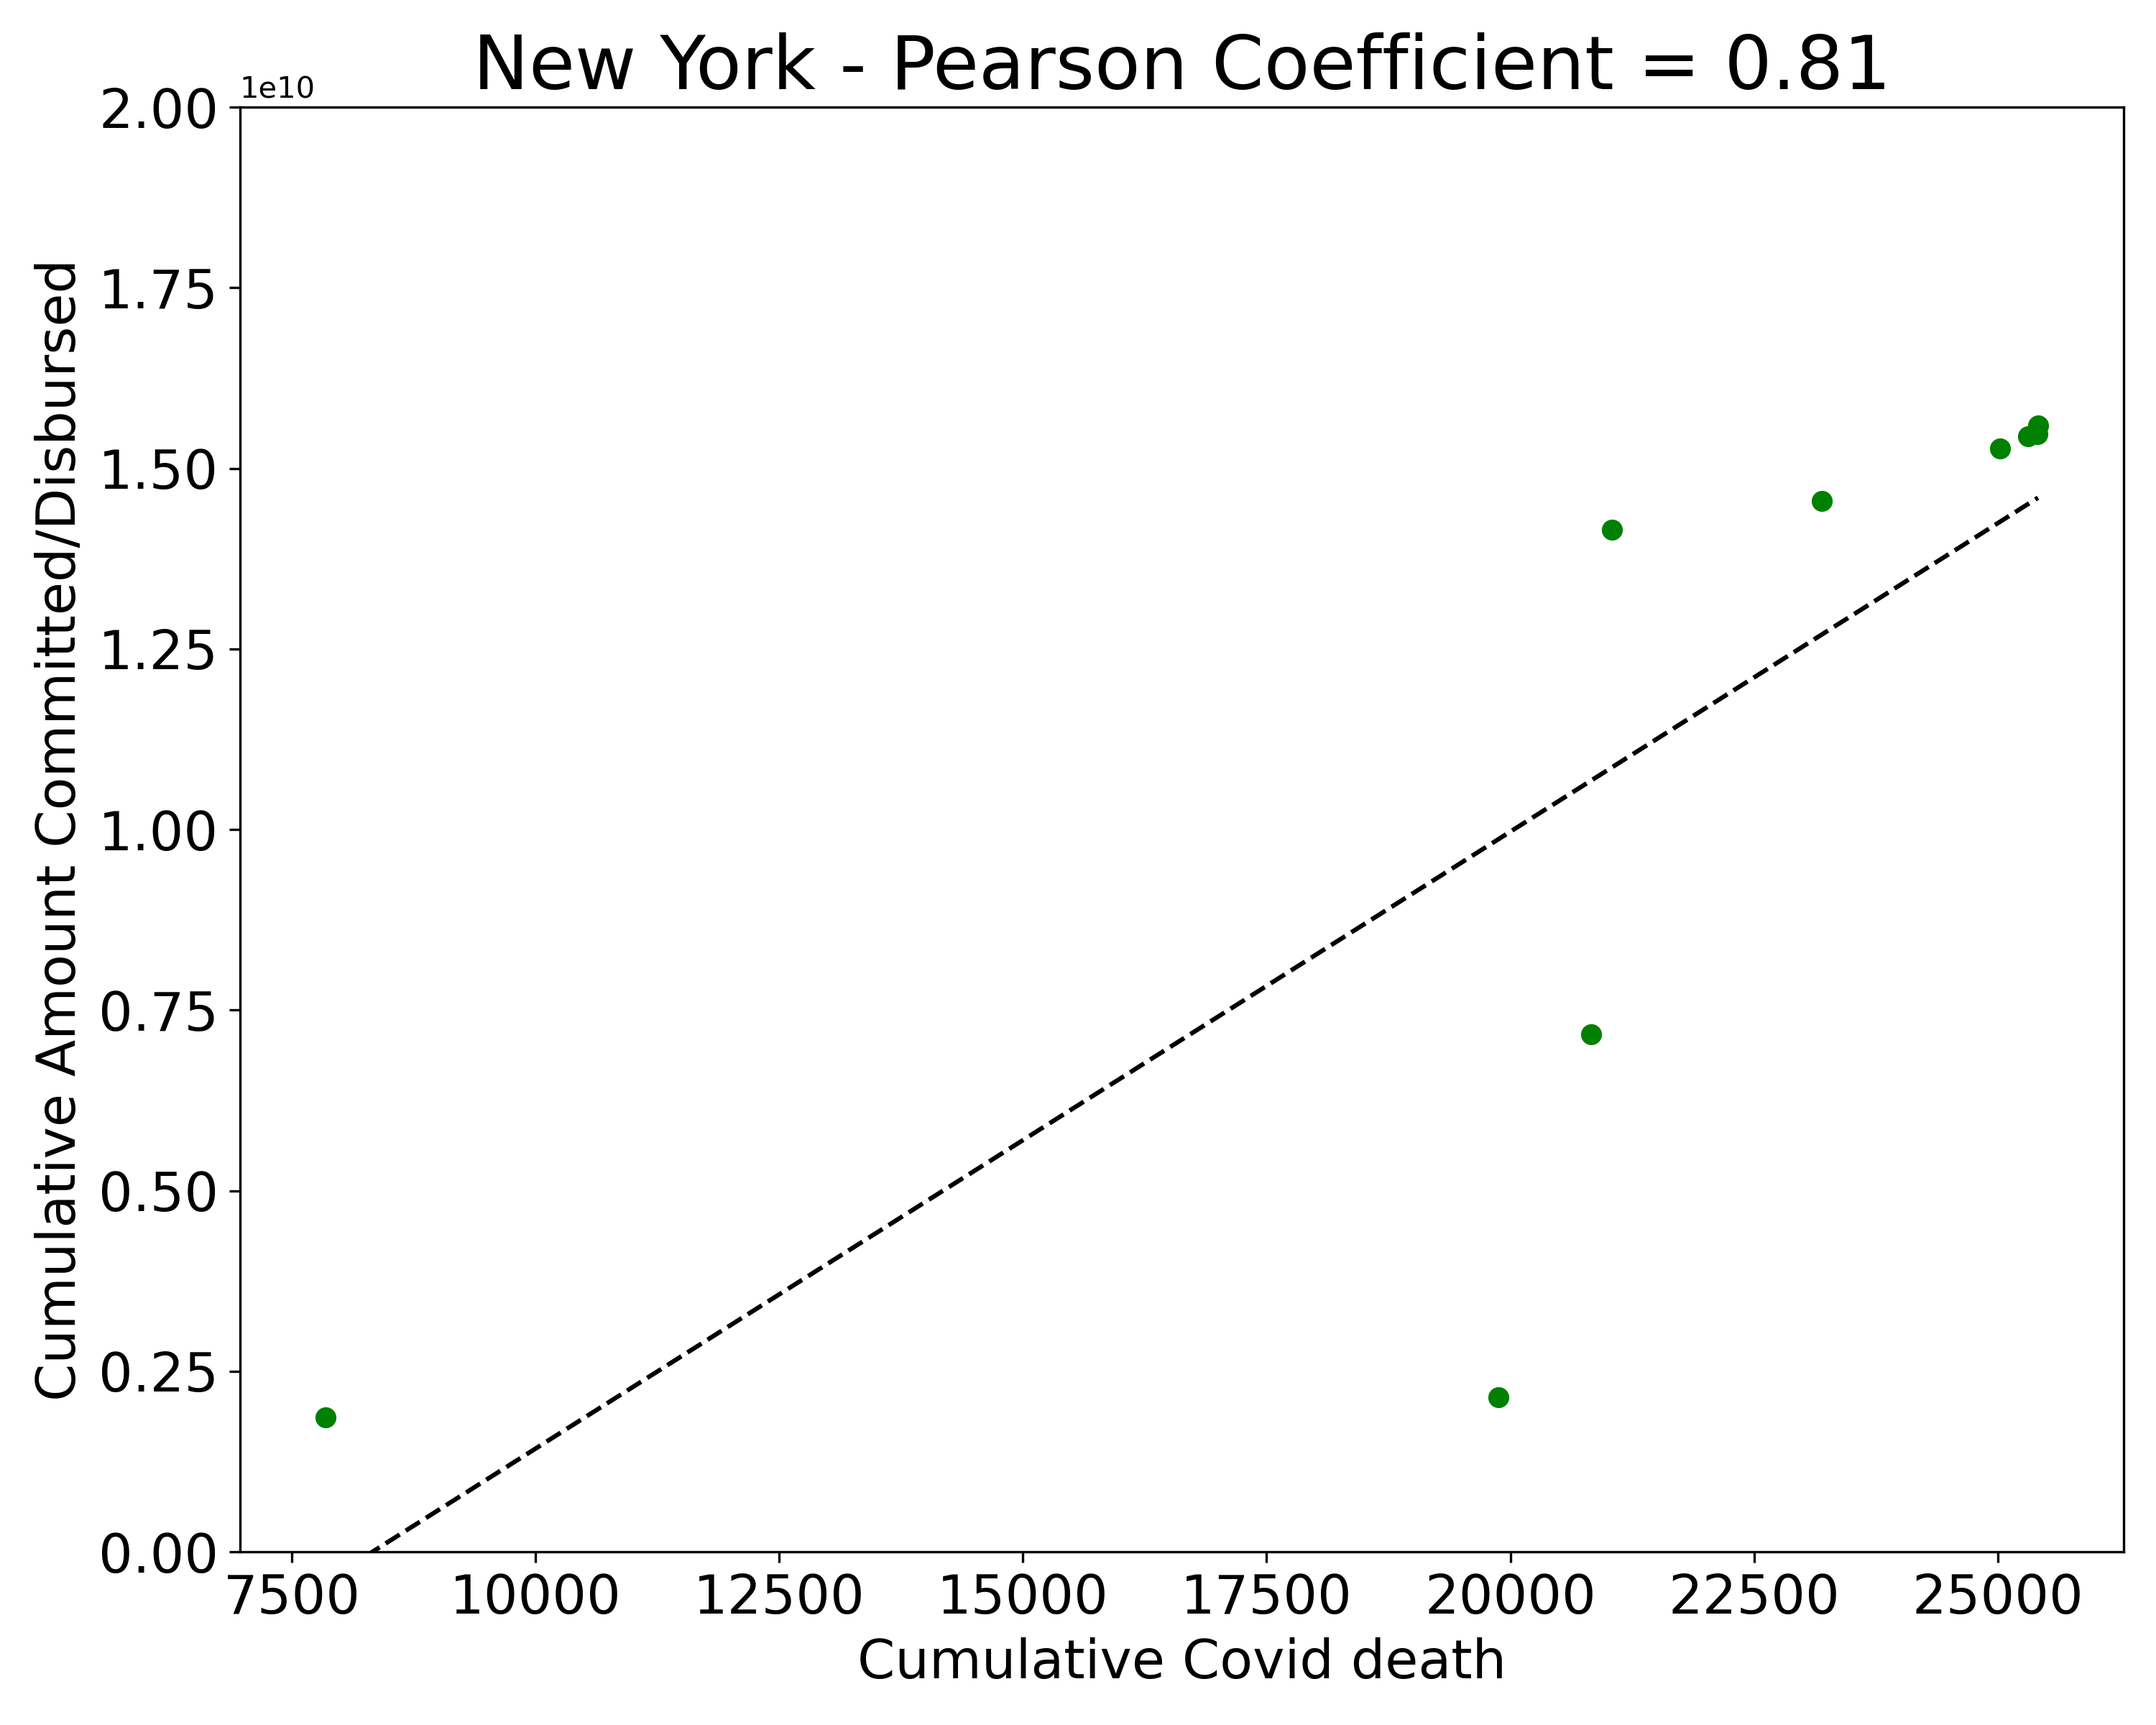 New York - Pearson Coefficient = 0.81
1e10
2.00
1.75
1.50
1.25
1.00
0.75
0.50
0.25
0.00
Cumulative Amount Committed/Disbursed
7500 10000 12500 15000 17500 20000 22500 25000
Cumulative Covid death